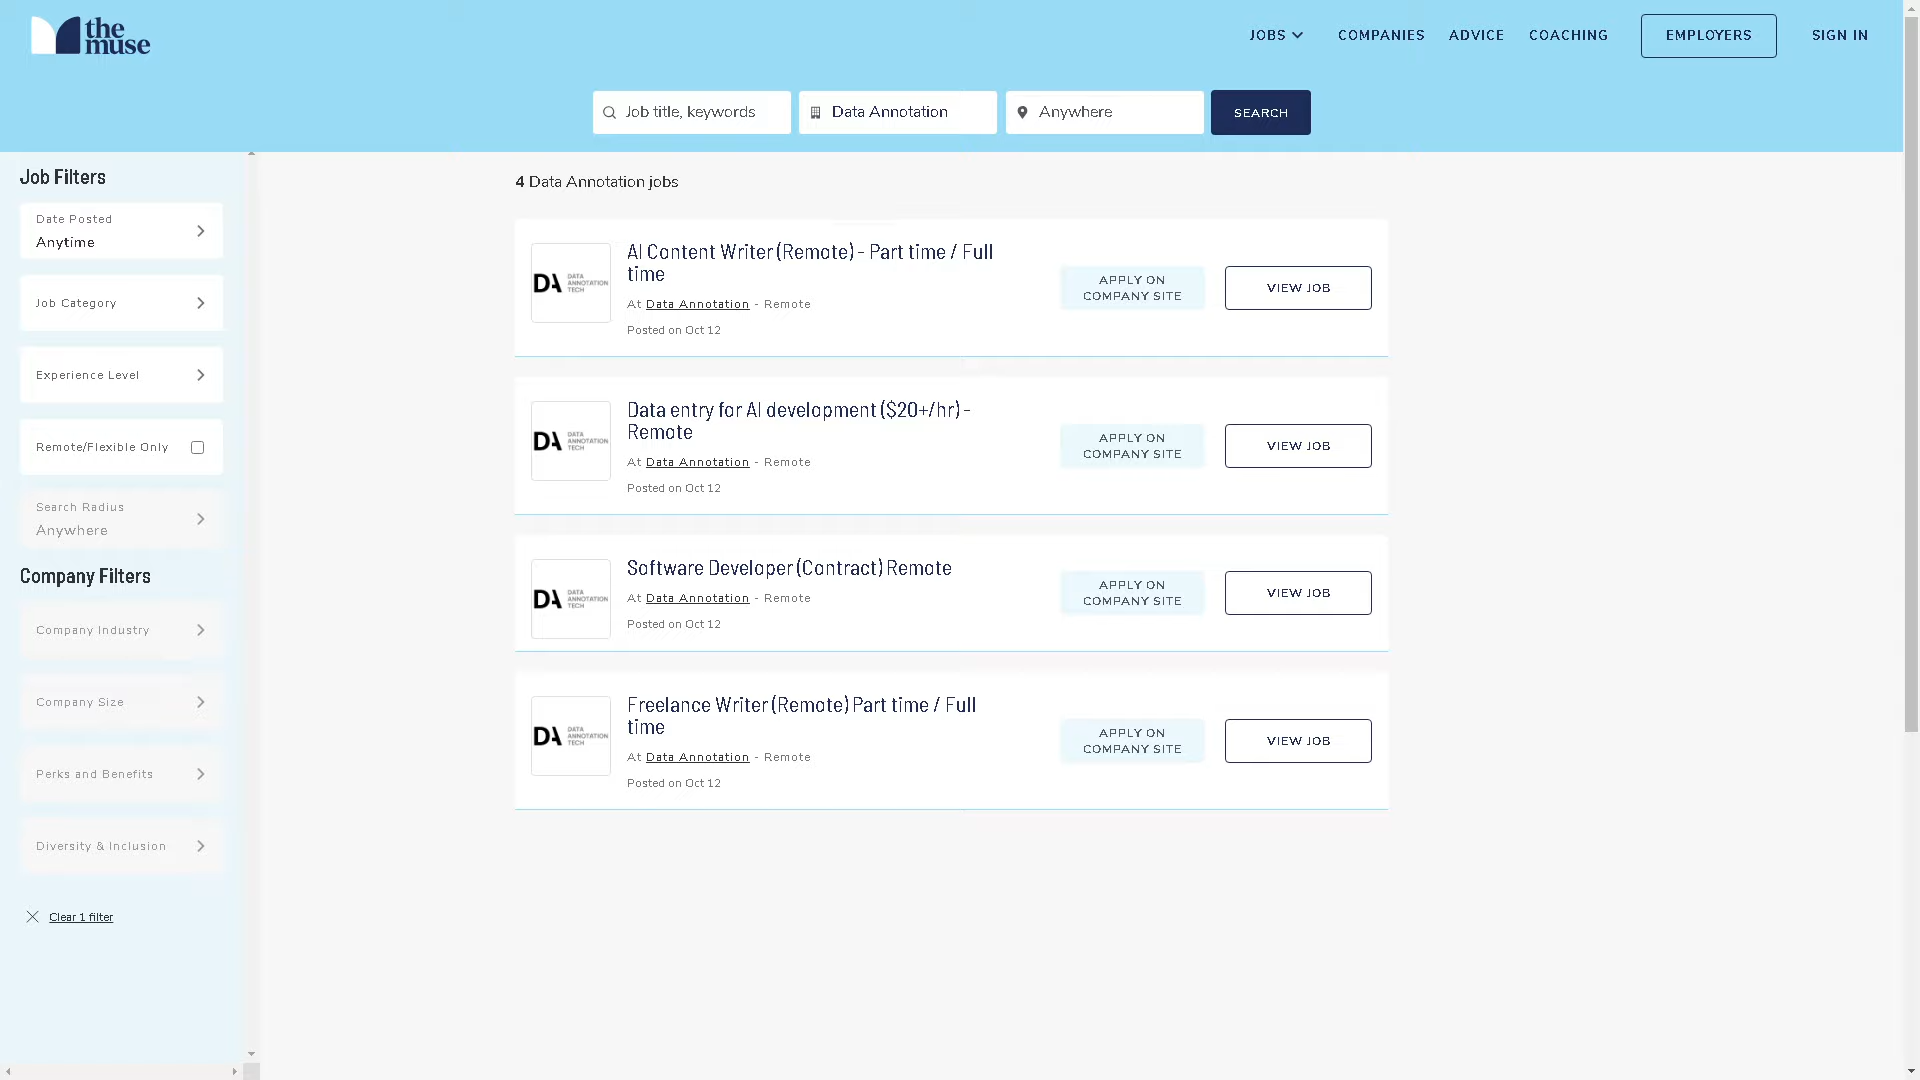 the muse
JOBS
COMPANIES
ADVICE
COACHING
EMPLOYERS
SIGN IN
Job title, keywords
Data Annotation
Anywhere
SEARCH
Job Filters
Date Posted
Anytime
Job Category
Experience Level
Remote/Flexible Only
Search Radius
Anywhere
Company Filters
Company Industry
Company Size
Perks and Benefits
Diversity & Inclusion
Clear 1 filter
4 Data Annotation jobs
DA DATA ANNOTATION TECH
AI Content Writer (Remote) - Part time / Full
time
At Data Annotation - Remote
Posted on Oct 12
APPLY ON
COMPANY SITE
VIEW JOB
DA DATA ANNOTATION TECH
Data entry for AI development ($20+/hr) -
Remote
At Data Annotation - Remote
Posted on Oct 12
APPLY ON
COMPANY SITE
VIEW JOB
DA DATA ANNOTATION TECH
Software Developer (Contract) Remote
At Data Annotation - Remote
Posted on Oct 12
APPLY ON
COMPANY SITE
VIEW JOB
DA DATA ANNOTATION TECH
Freelance Writer (Remote) Part time / Full
time
At Data Annotation - Remote
Posted on Oct 12
APPLY ON
COMPANY SITE
VIEW JOB